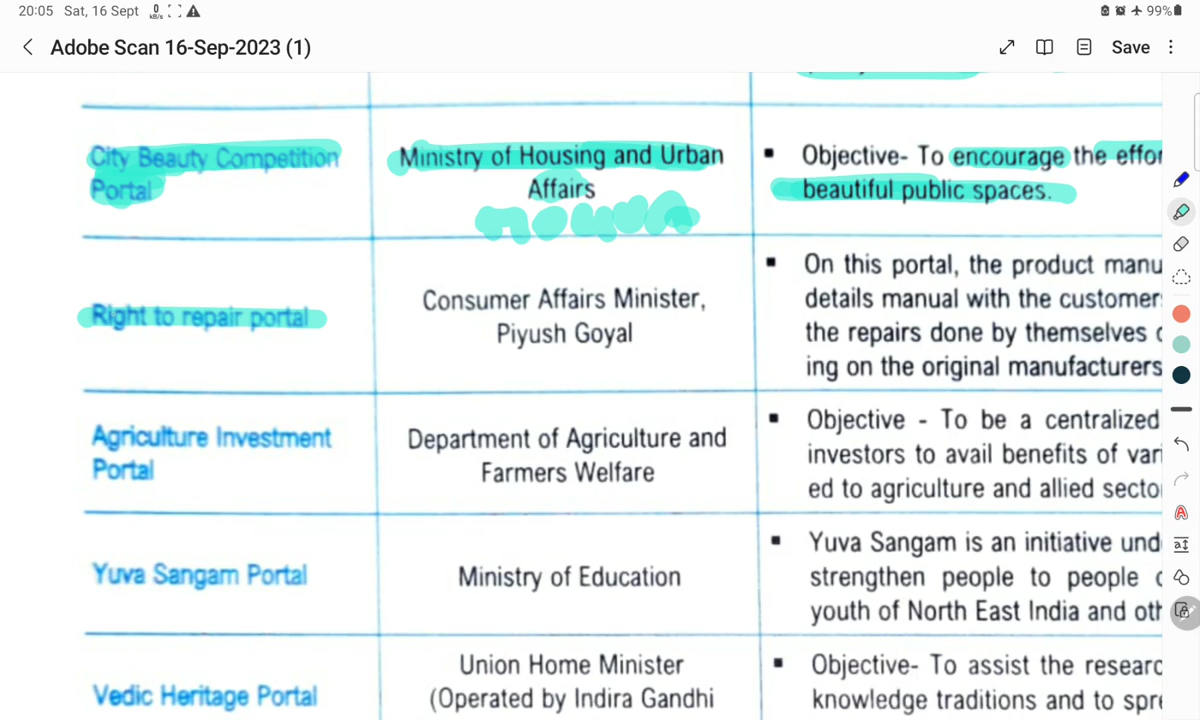 20:05 Sat, 16 Sept 0 kB/s 99%
Adobe Scan 16-Sep-2023 (1)
Save
City Beauty Competition
Portal
Ministry of Housing and Urban
Affairs
Objective- To encourage the effor
beautiful public spaces.
Right to repair portal
Consumer Affairs Minister,
Piyush Goyal
On this portal, the product manu
details manual with the customer
the repairs done by themselves
ing on the original manufacturers
Agriculture Investment
Portal
Department of Agriculture and
Farmers Welfare
Objective - To be a centralized
investors to avail benefits of vari
ed to agriculture and allied secto
Yuva Sangam Portal
Ministry of Education
Yuva Sangam is an initiative und
strengthen people to people
youth of North East India and oth
Vedic Heritage Portal
Union Home Minister
(Operated by Indira Gandhi
Objective- To assist the researc
knowledge traditions and to spre